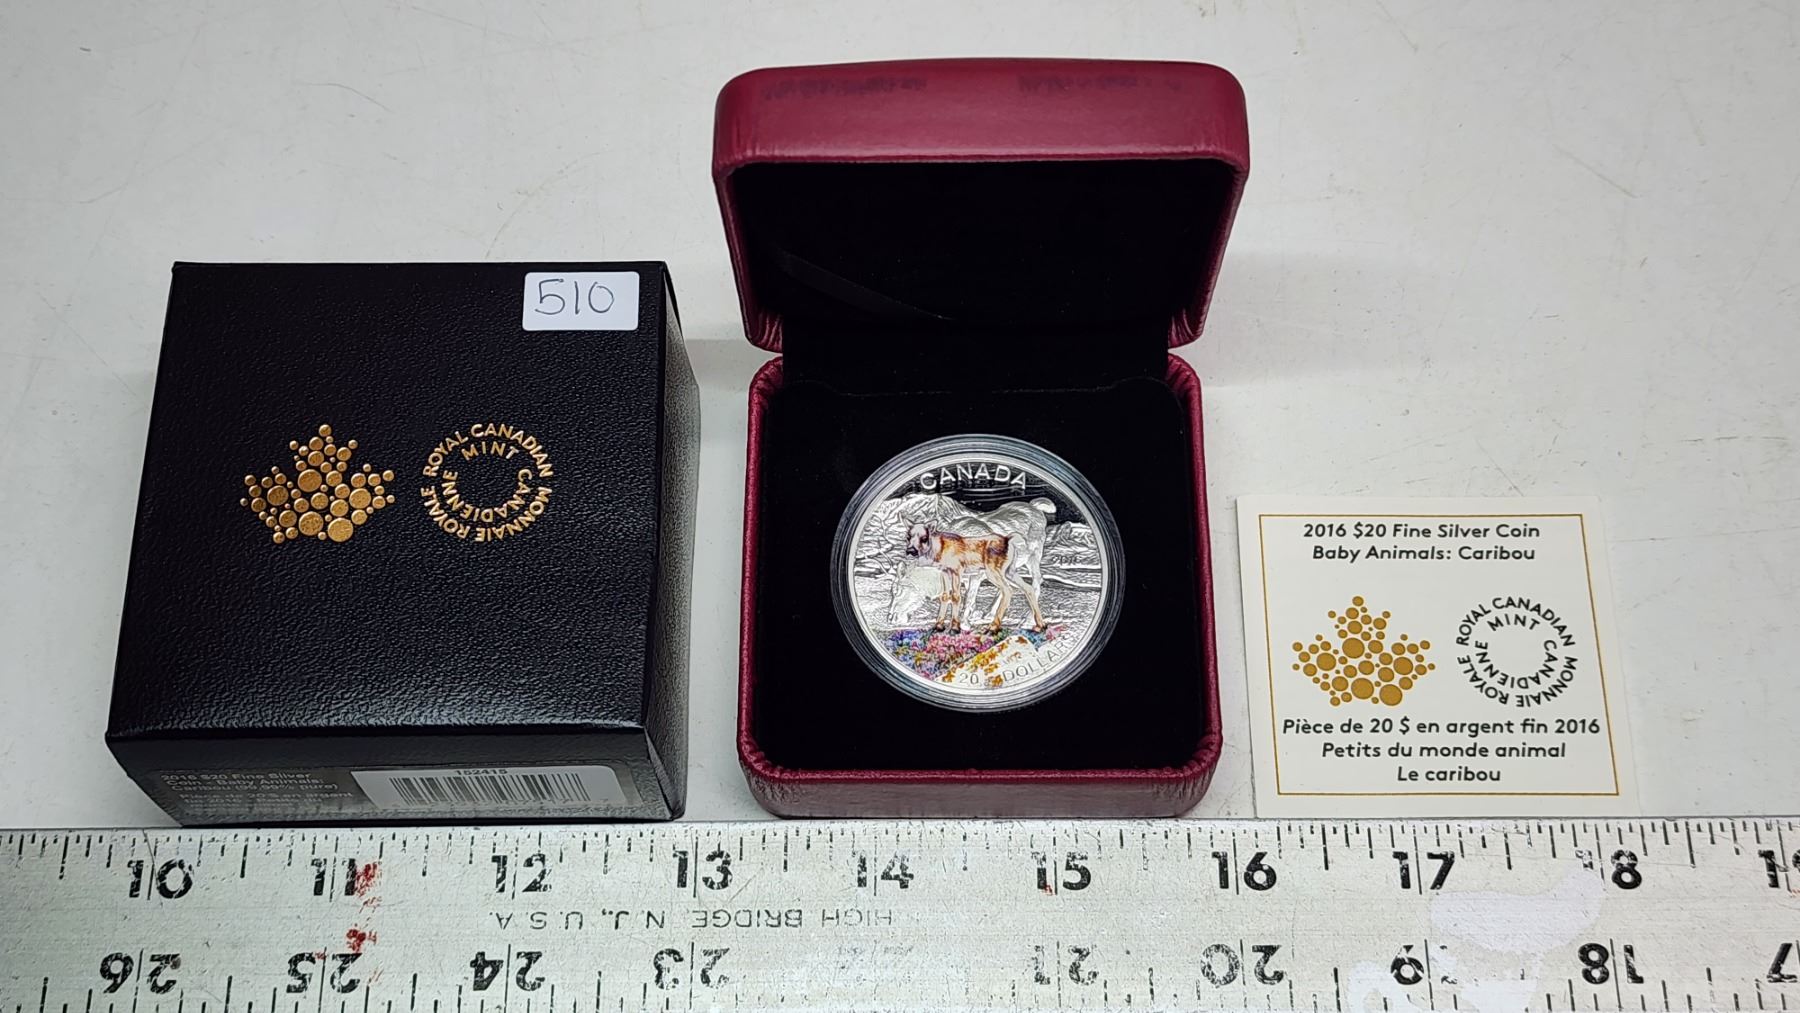 510
ROYAL CANADIAN MINT
MONNAIE ROYALE CANADIENNE
2016 $20 Fine Silver
Coin - Baby Animals:
Caribou (99.99% pure)
152415
CANADA
20 DOLLARS
2016 $20 Fine Silver Coin
Baby Animals: Caribou
ROYAL CANADIAN MINT
MONNAIE ROYALE CANADIENNE
Pièce de 20 $ en argent fin 2016
Petits du monde animal
Le caribou
10 11 12 13 14 15 16 17 18 19
HIGH BRIDGE, N.J., U.S.A.
26 25 24 23 21 20 19 18